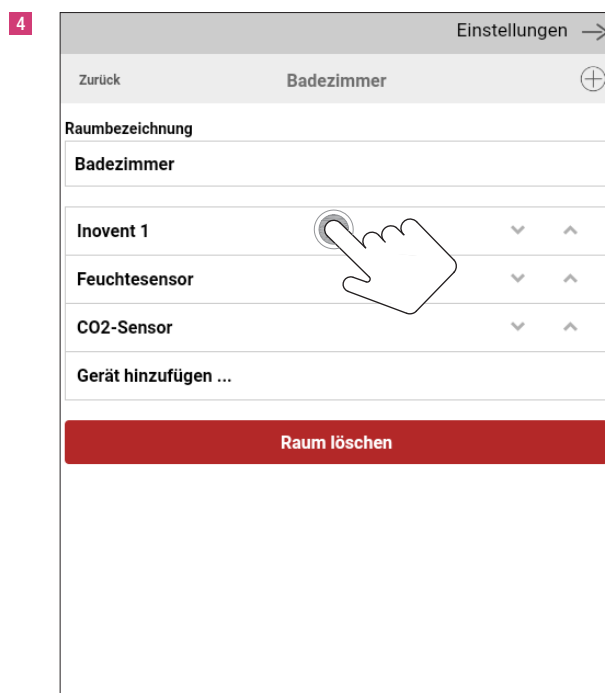 4
Einstellungen
Zurück Badezimmer
Raumbezeichnung
Badezimmer
Inovent 1
Feuchtesensor
CO2-Sensor
Gerät hinzufügen ...
Raum löschen